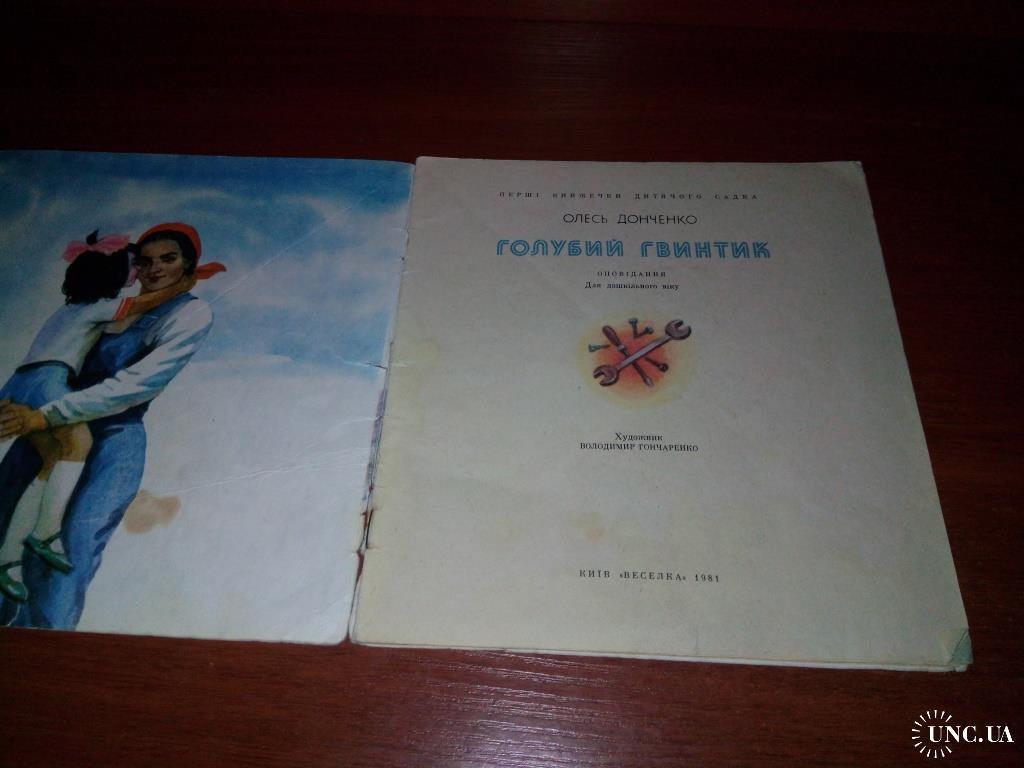 ПЕРШІ КНИЖЕЧКИ ДИТЯЧОГО САДКА
ОЛЕСЬ ДОНЧЕНКО
ГОЛУБИЙ ГВИНТИК
ОПОВІДАННЯ
Для дошкільного віку
Художник
ВОЛОДИМИР ГОНЧАРЕНКО
КИЇВ «ВЕСЕЛКА» 1981
UNC.UA